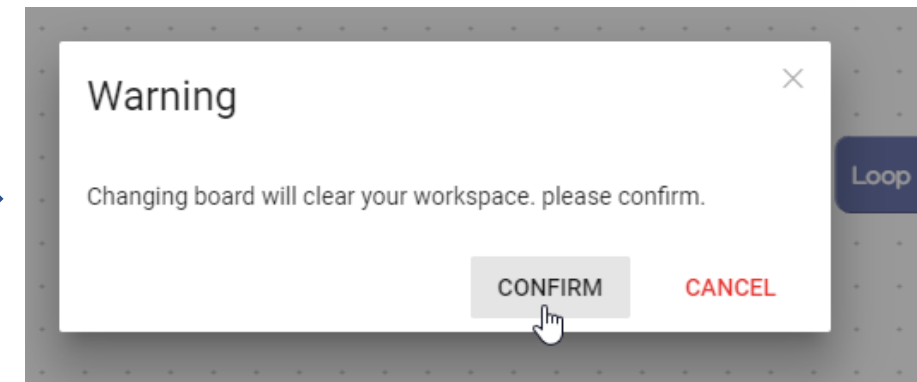 Warning
Loop
Changing board will clear your workspace. please confirm.
CONFIRM
CANCEL